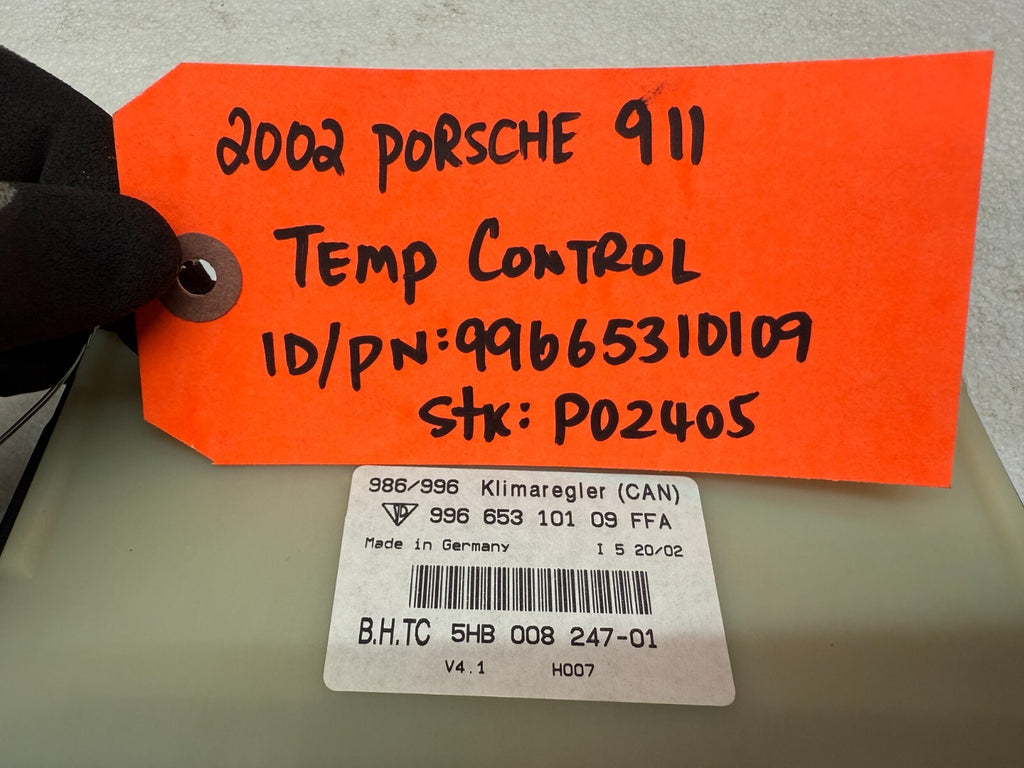 2002 PORSCHE 911
TEMP CONTROL
ID/PN:99665310109
Stk: P02405
986/996 Klimaregler (CAN)
996 653 101 09 FFA
Made in Germany I 5 20/02
B.H.TC 5HB 008 247-01
V4.1 H007